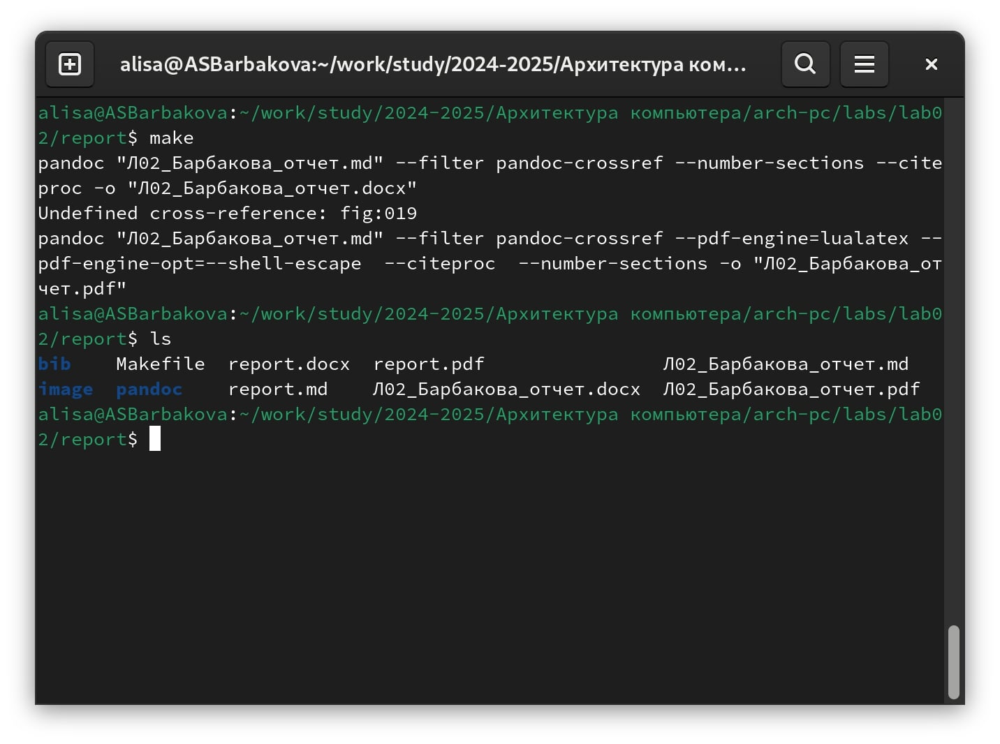 alisa@ASBarbakova:~/work/study/2024-2025/Архитектура ком...
alisa@ASBarbakova:~/work/study/2024-2025/Архитектура компьютера/arch-pc/labs/lab0
2/report$ make
pandoc "Л02_Барбакова_отчет.md" --filter pandoc-crossref --number-sections --cite
proc -o "Л02_Барбакова_отчет.docx"
Undefined cross-reference: fig:019
pandoc "Л02_Барбакова_отчет.md" --filter pandoc-crossref --pdf-engine=lualatex --
pdf-engine-opt=--shell-escape  --citeproc  --number-sections -o "Л02_Барбакова_от
чет.pdf"
alisa@ASBarbakova:~/work/study/2024-2025/Архитектура компьютера/arch-pc/labs/lab0
2/report$ ls
bib    Makefile  report.docx  report.pdf                Л02_Барбакова_отчет.md
image  pandoc    report.md    Л02_Барбакова_отчет.docx  Л02_Барбакова_отчет.pdf
alisa@ASBarbakova:~/work/study/2024-2025/Архитектура компьютера/arch-pc/labs/lab0
2/report$